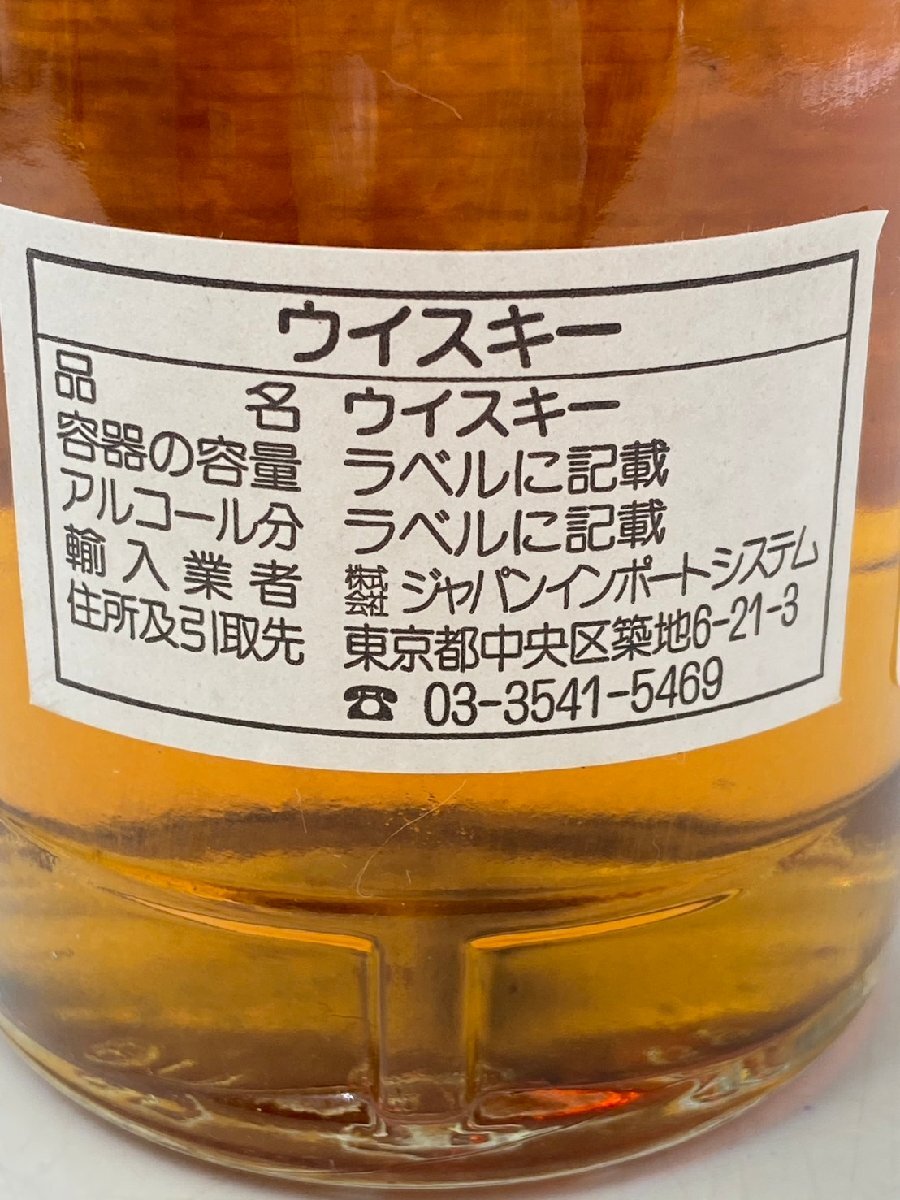 ウイスキー
品名 ウイスキー
容器の容量 ラベルに記載
アルコール分 ラベルに記載
輸入業者 株式会社 ジャパンインポートシステム
住所及引取先 東京都中央区築地6-21-3
☎ 03-3541-5469